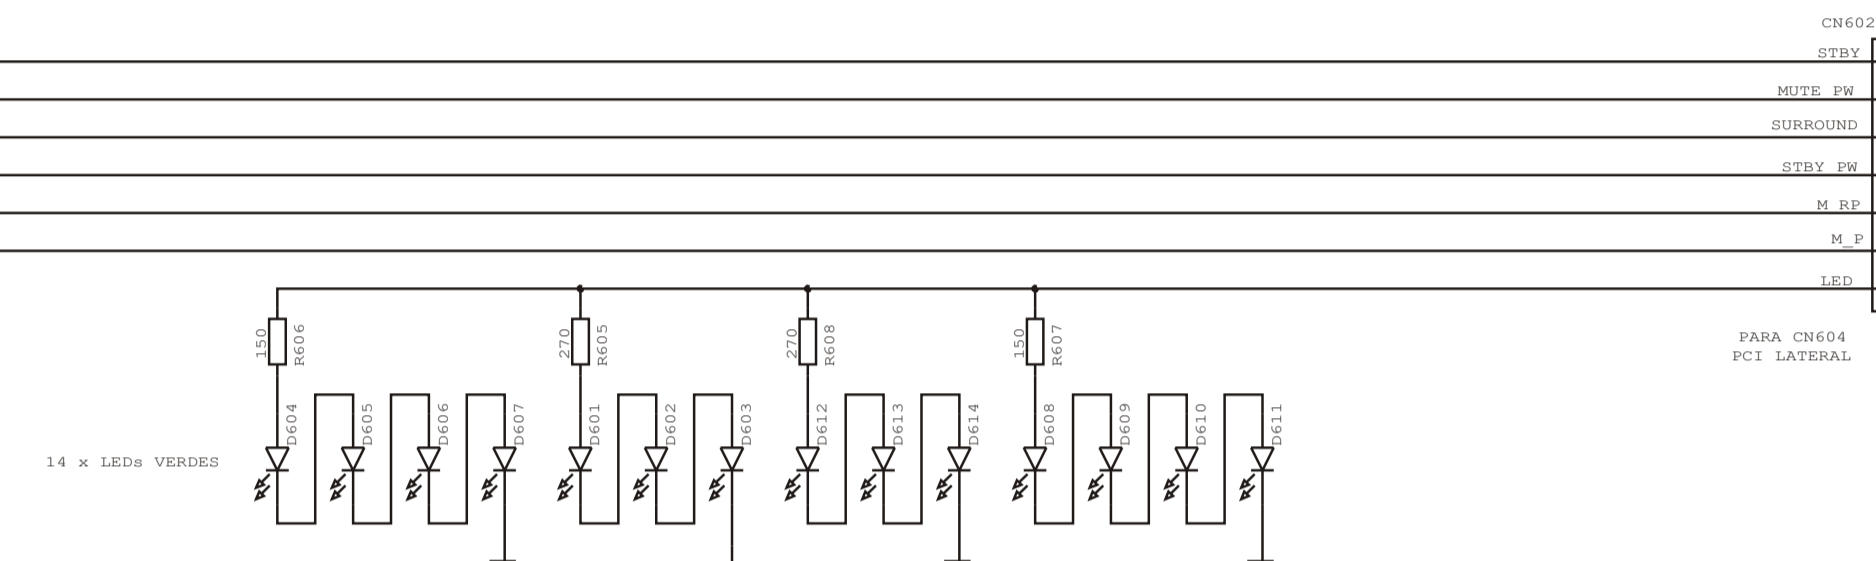 CN602
STBY
MUTE PW
SURROUND
STBY PW
M RP
M_P
LED
PARA CN604
PCI LATERAL
150
R606
270
R605
270
R608
150
R607
D604
D605
D606
D607
D601
D602
D603
D612
D613
D614
D608
D609
D610
D611
14 x LEDs VERDES